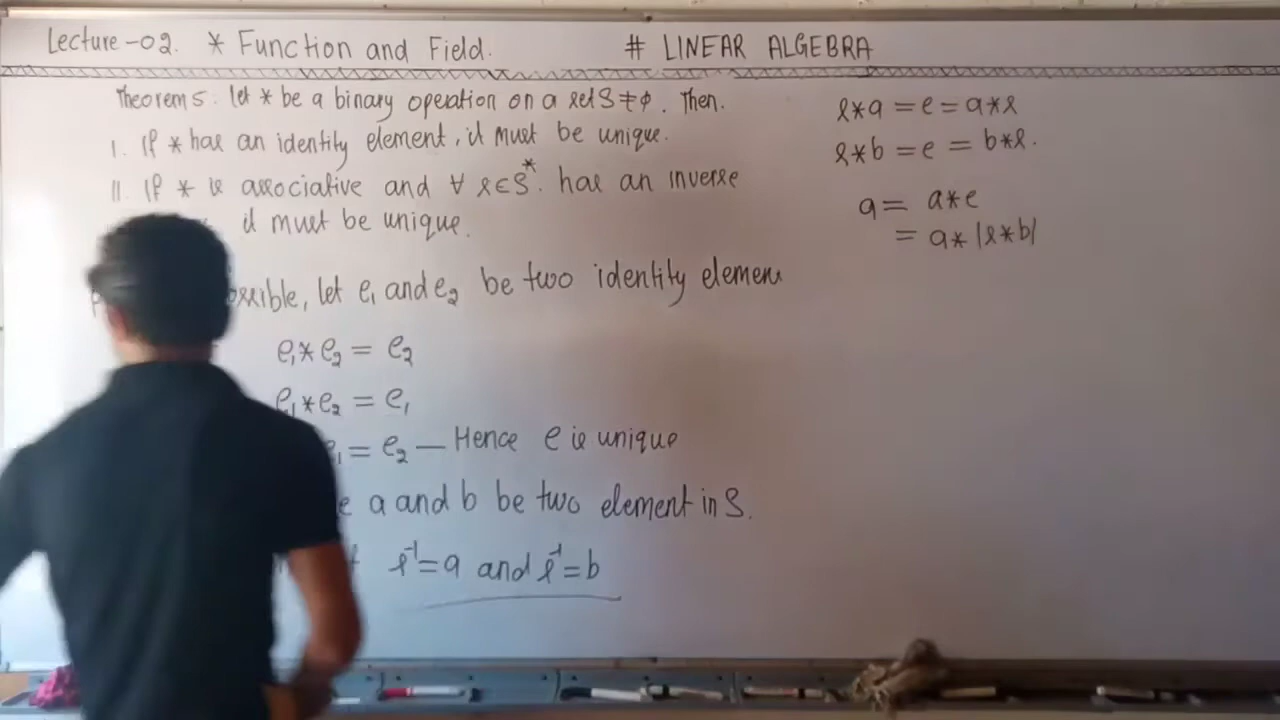 Lecture-02. * Function and Field. # LINEAR ALGEBRA
Theorem 5: let * be a binary operation on a set S ≠ φ. Then.
I. If * has an identity element, it must be unique.
II. If * is associative and ∀ x∈S*. has an inverse
it must be unique.
let e₁ and e₂ be two identity element
e₁*e₂ = e₂
e₁*e₂ = e₁
= e₂ — Hence e is unique
a and b be two element in S.
x⁻¹=a and x⁻¹=b
x*a = e = a*x
x*b = e = b*x.
a = a*e
= a*(x*b)